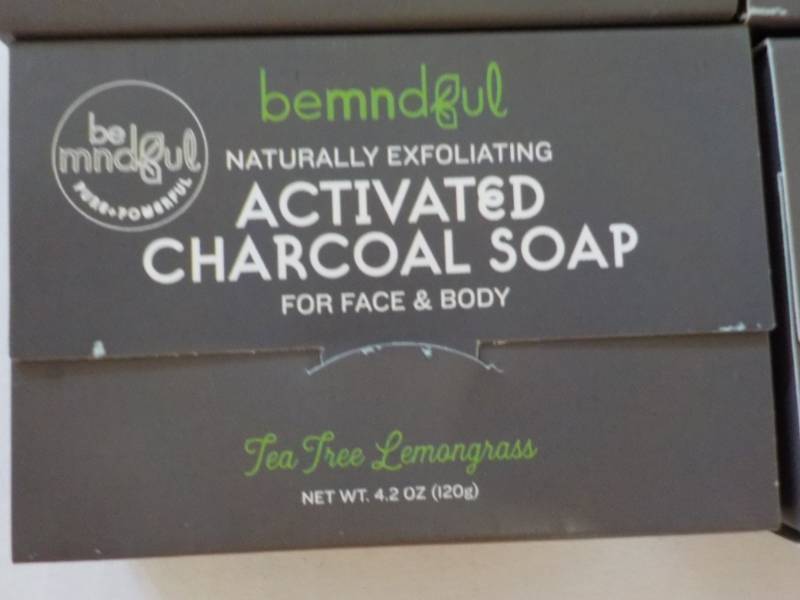 bemndful
be
mndful
PURE+POWERFUL
NATURALLY EXFOLIATING
ACTIVATED
CHARCOAL SOAP
FOR FACE & BODY
Tea Tree Lemongrass
NET WT. 4.2 OZ (120g)